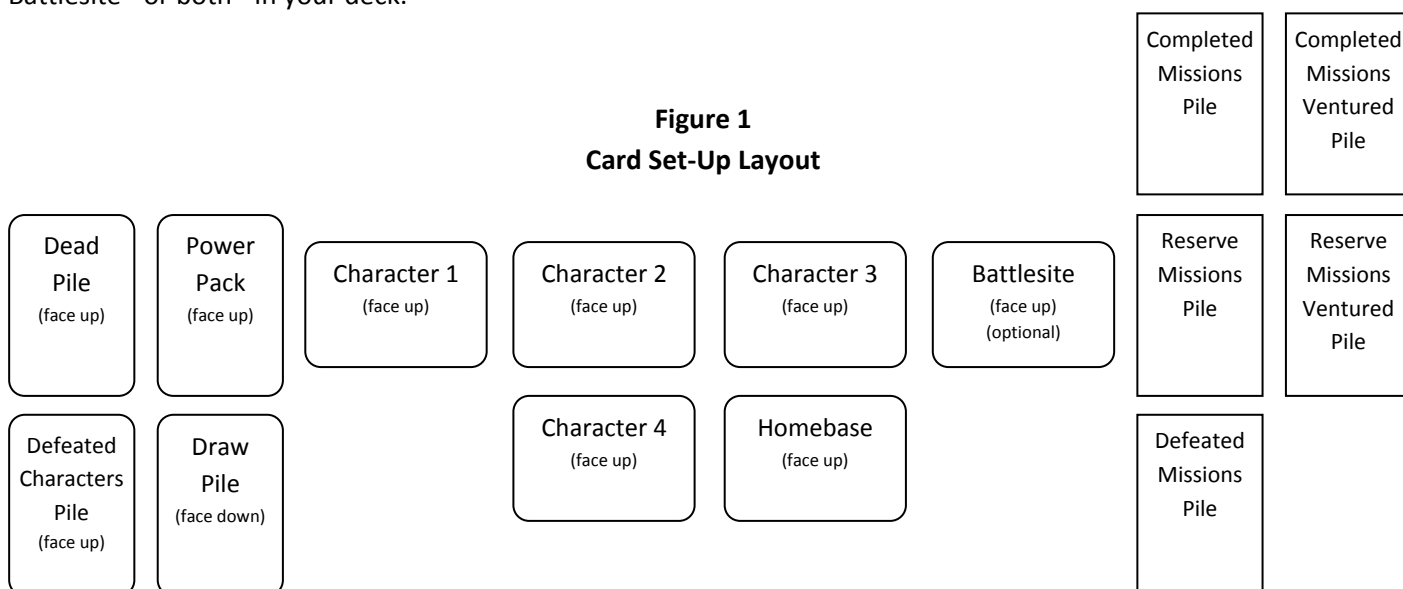 Battlesite - or both - in your deck.
Figure 1
Card Set-Up Layout
Completed
Missions
Pile
Completed
Missions
Ventured
Pile
Dead
Pile
(face up)
Power
Pack
(face up)
Character 1
(face up)
Character 2
(face up)
Character 3
(face up)
Battlesite
(face up)
(optional)
Reserve
Missions
Pile
Reserve
Missions
Ventured
Pile
Defeated
Characters
Pile
(face up)
Draw
Pile
(face down)
Character 4
(face up)
Homebase
(face up)
Defeated
Missions
Pile